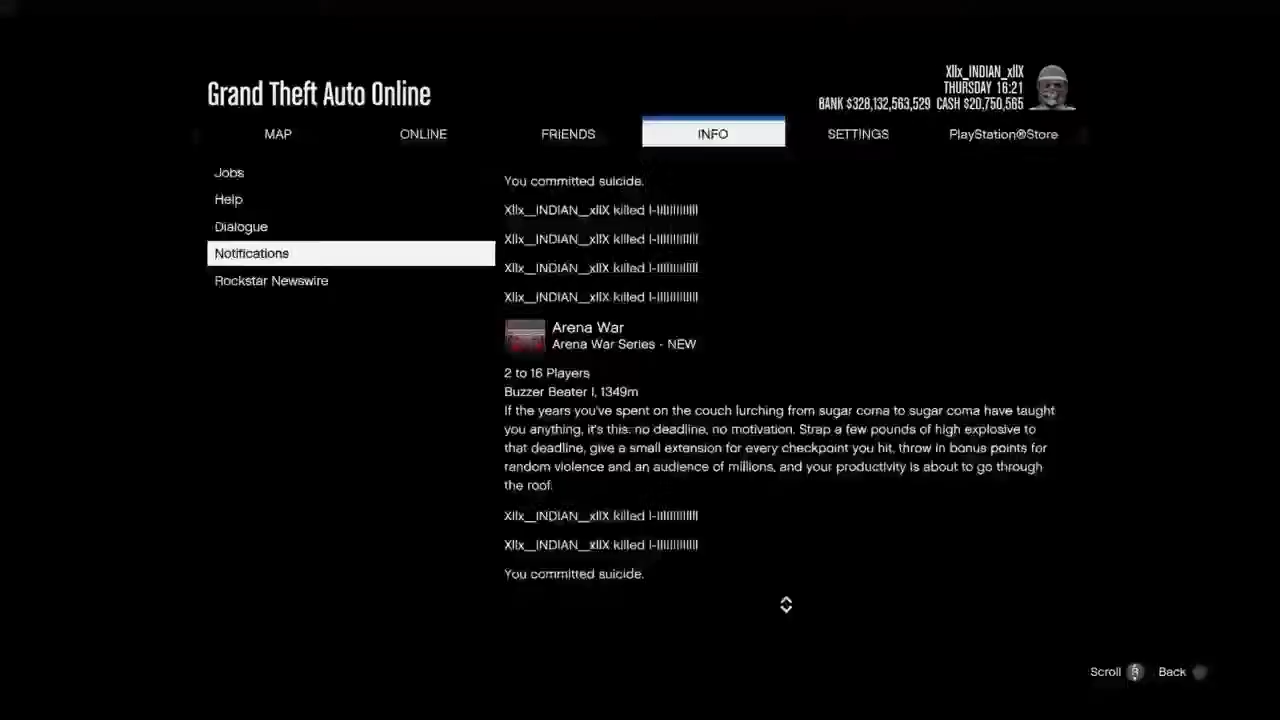 Grand Theft Auto Online
XIIx_INDIAN_xIIX
THURSDAY 16:21
BANK $328,132,563,529 CASH $20,750,565
MAP ONLINE FRIENDS INFO SETTINGS PlayStation®Store
Jobs
Help
Dialogue
Notifications
Rockstar Newswire
You committed suicide.
XIIx__INDIAN__xIIX killed I-IIIIIIIIIIII
XIIx__INDIAN__xIIX killed I-IIIIIIIIIIII
XIIx__INDIAN__xIIX killed I-IIIIIIIIIIII
XIIx__INDIAN__xIIX killed I-IIIIIIIIIIII
Arena War
Arena War Series - NEW
2 to 16 Players
Buzzer Beater I, 1349m
If the years you've spent on the couch lurching from sugar coma to sugar coma have taught
you anything, it's this: no deadline, no motivation. Strap a few pounds of high explosive to
that deadline, give a small extension for every checkpoint you hit, throw in bonus points for
random violence and an audience of millions, and your productivity is about to go through
the roof.
XIIx__INDIAN__xIIX killed I-IIIIIIIIIIII
XIIx__INDIAN__xIIX killed I-IIIIIIIIIIII
You committed suicide.
Scroll R Back